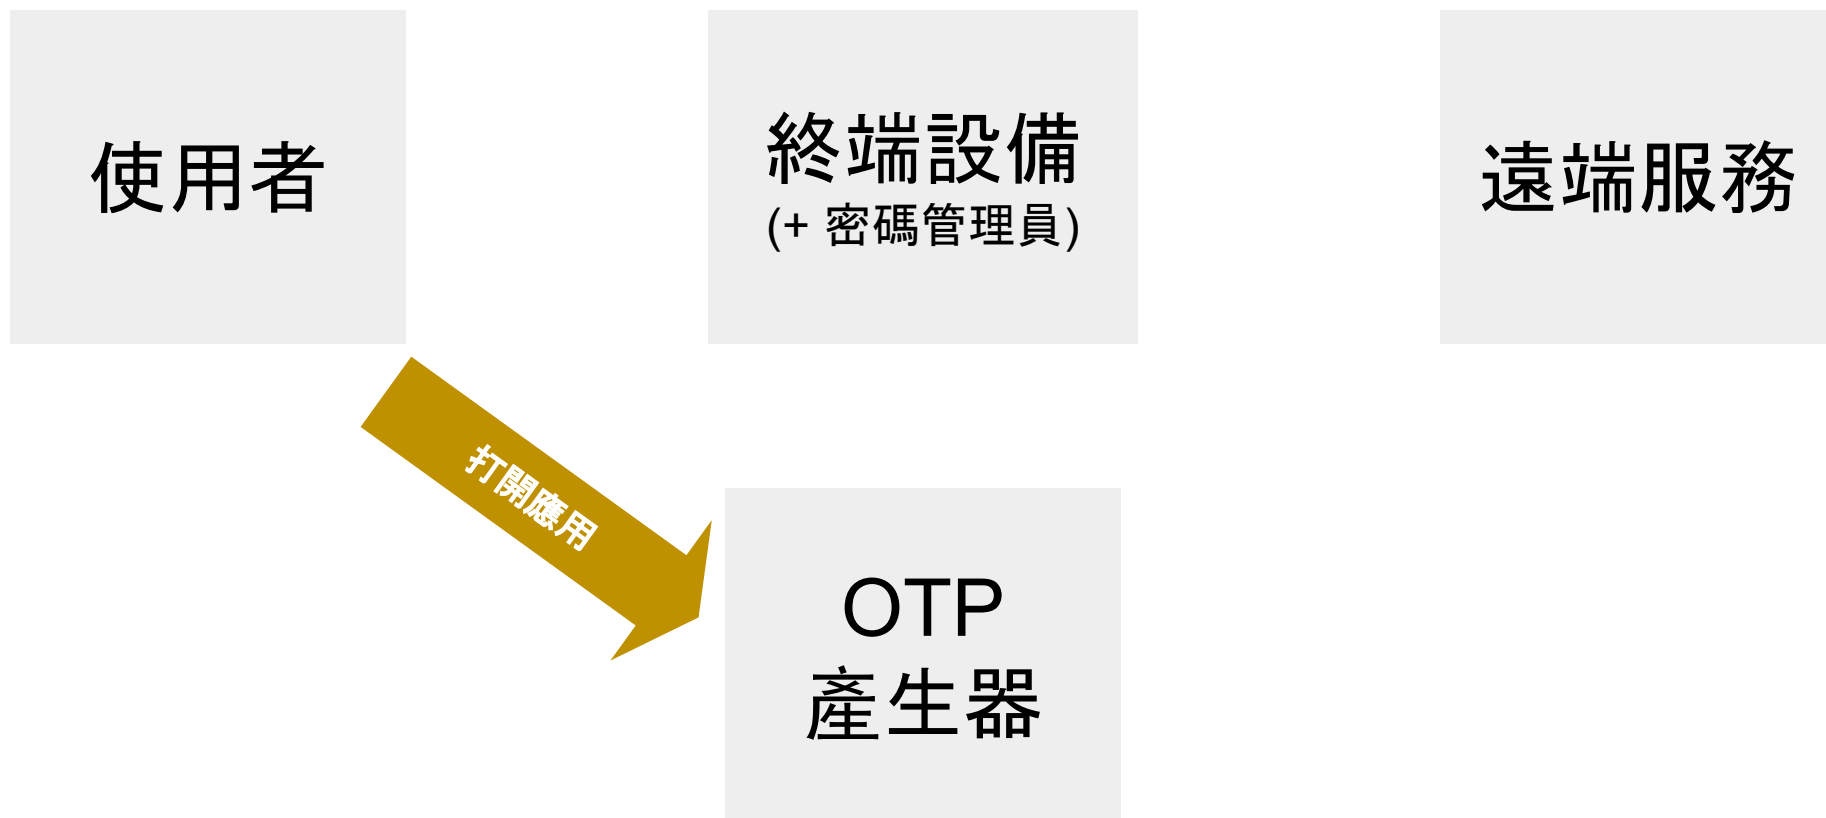 使用者
終端設備
(+ 密碼管理員)
遠端服務
打開應用
OTP
產生器